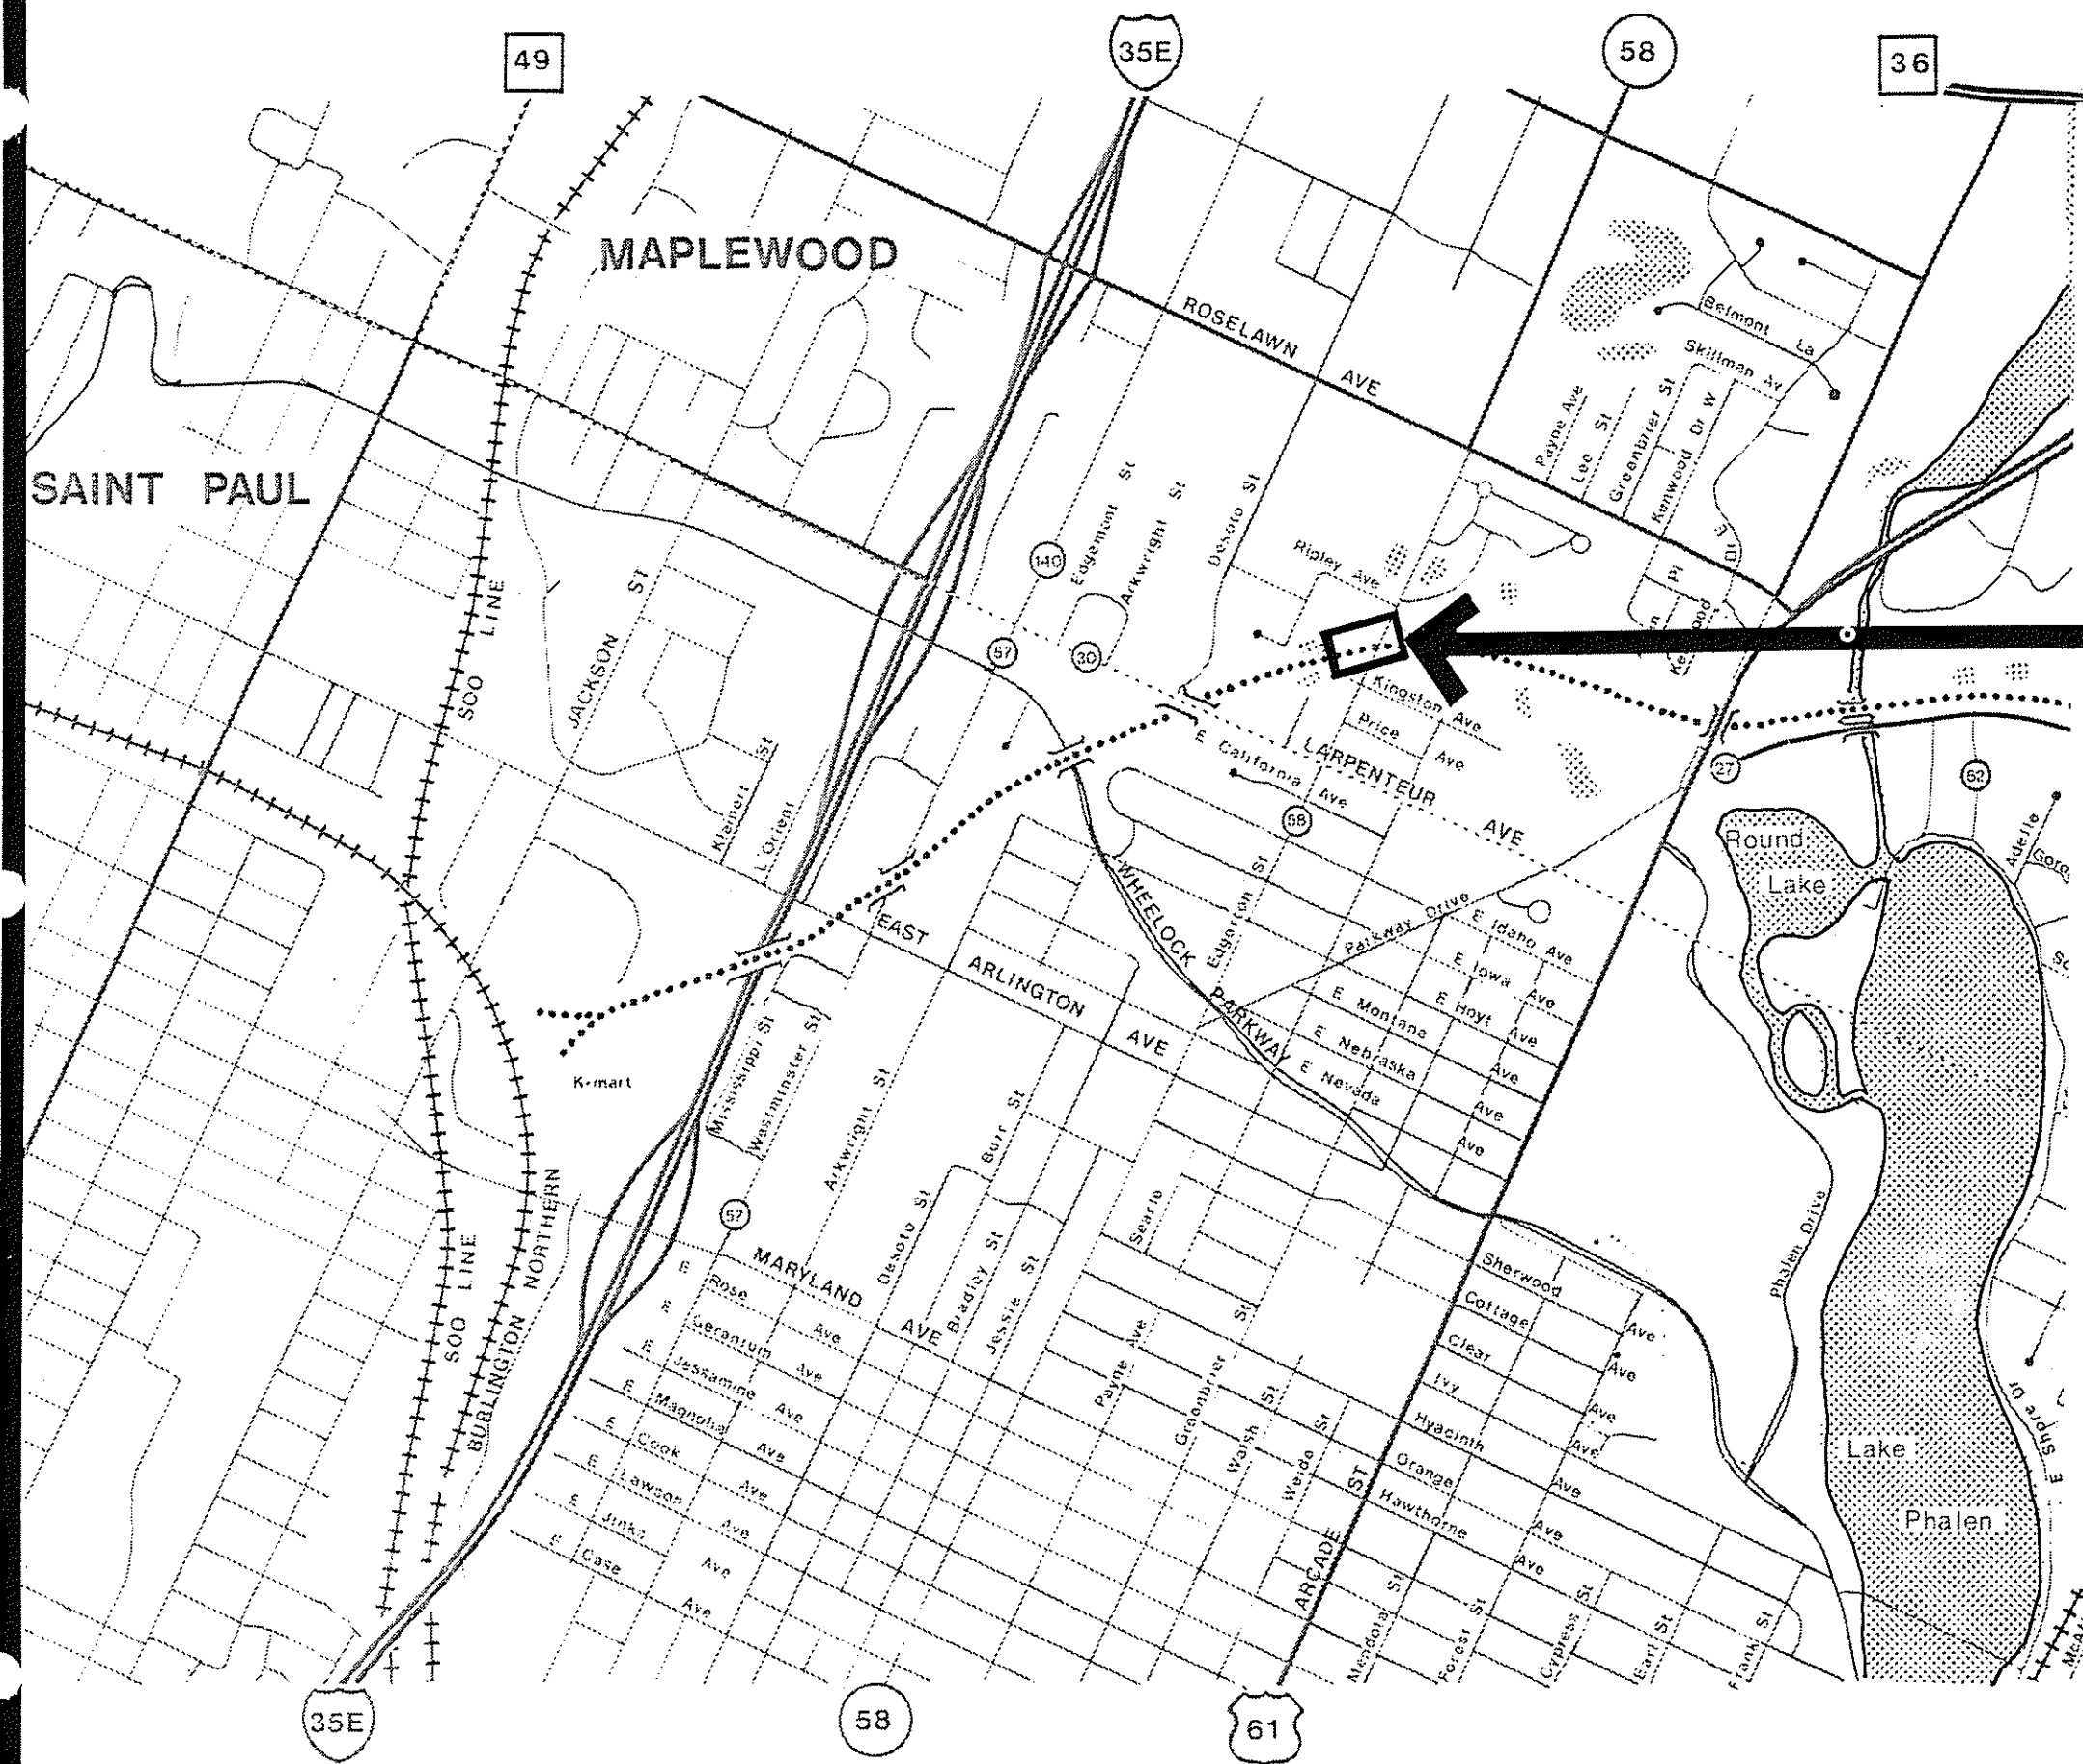 49
35E
58
36
MAPLEWOOD
ROSELAWN AVE
Belmont La
Skillman Av
Payne Ave
Lee St
Greenbrier St
Kenwood Dr W
SAINT PAUL
Edgemont St
Arkwright St
Desoto St
140
Ripley Ave
Pl
Dr E
SOO LINE
JACKSON ST
57
30
Kingston Ave
Price Ave
E California Ave
LARPENTEUR AVE
58
27
62
Klainert St
L'Orient
Round Lake
Adelle
WHEELOCK PARKWAY
Edgerton St
Parkway Drive
E Idaho Ave
E Iowa Ave
E Hoyt Ave
E Montana Ave
E Nebraska Ave
E Nevada Ave
EAST ARLINGTON AVE
K-mart
Mississippi St
Westminster St
Arkwright St
Burr St
57
MARYLAND AVE
Desoto St
Bradley St
Jessie St
Searle
Payne Ave
Greenbrier St
Walsh St
Weide St
Phalen Drive
SOO LINE
BURLINGTON NORTHERN
E Rose Ave
E Geranium Ave
E Jessamine Ave
E Magnolia Ave
E Cook Ave
E Lawson Ave
E Jenks Ave
E Case Ave
Sherwood Ave
Cottage Ave
Clear Ave
Ivy Ave
Hyacinth Ave
Orange Ave
Hawthorne Ave
ARCADE ST
Mendota St
Forest St
Cypress St
Earl St
Frank St
Lake Phalen
E Shore Dr
35E
58
61